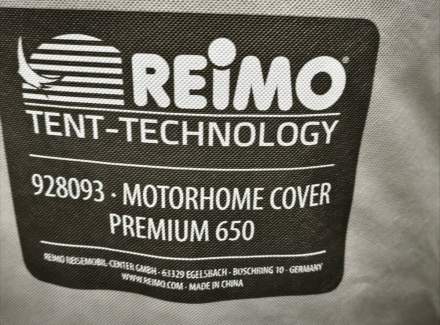 REIMO®
TENT-TECHNOLOGY
928093 · MOTORHOME COVER
PREMIUM 650
REIMO REISEMOBIL-CENTER GMBH · 63329 EGELSBACH · BOSCHRING 10 · GERMANY
WWW.REIMO.COM · MADE IN CHINA